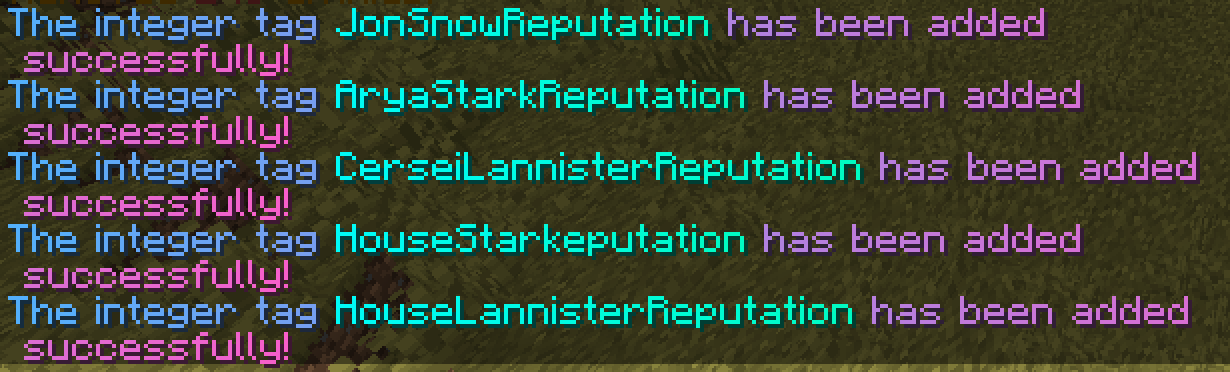 The integer tag JonSnowReputation has been added
successfully!
The integer tag AryaStarkReputation has been added
successfully!
The integer tag CerseiLannisterReputation has been added
successfully!
The integer tag HouseStarkeputation has been added
successfully!
The integer tag HouseLannisterReputation has been added
successfully!